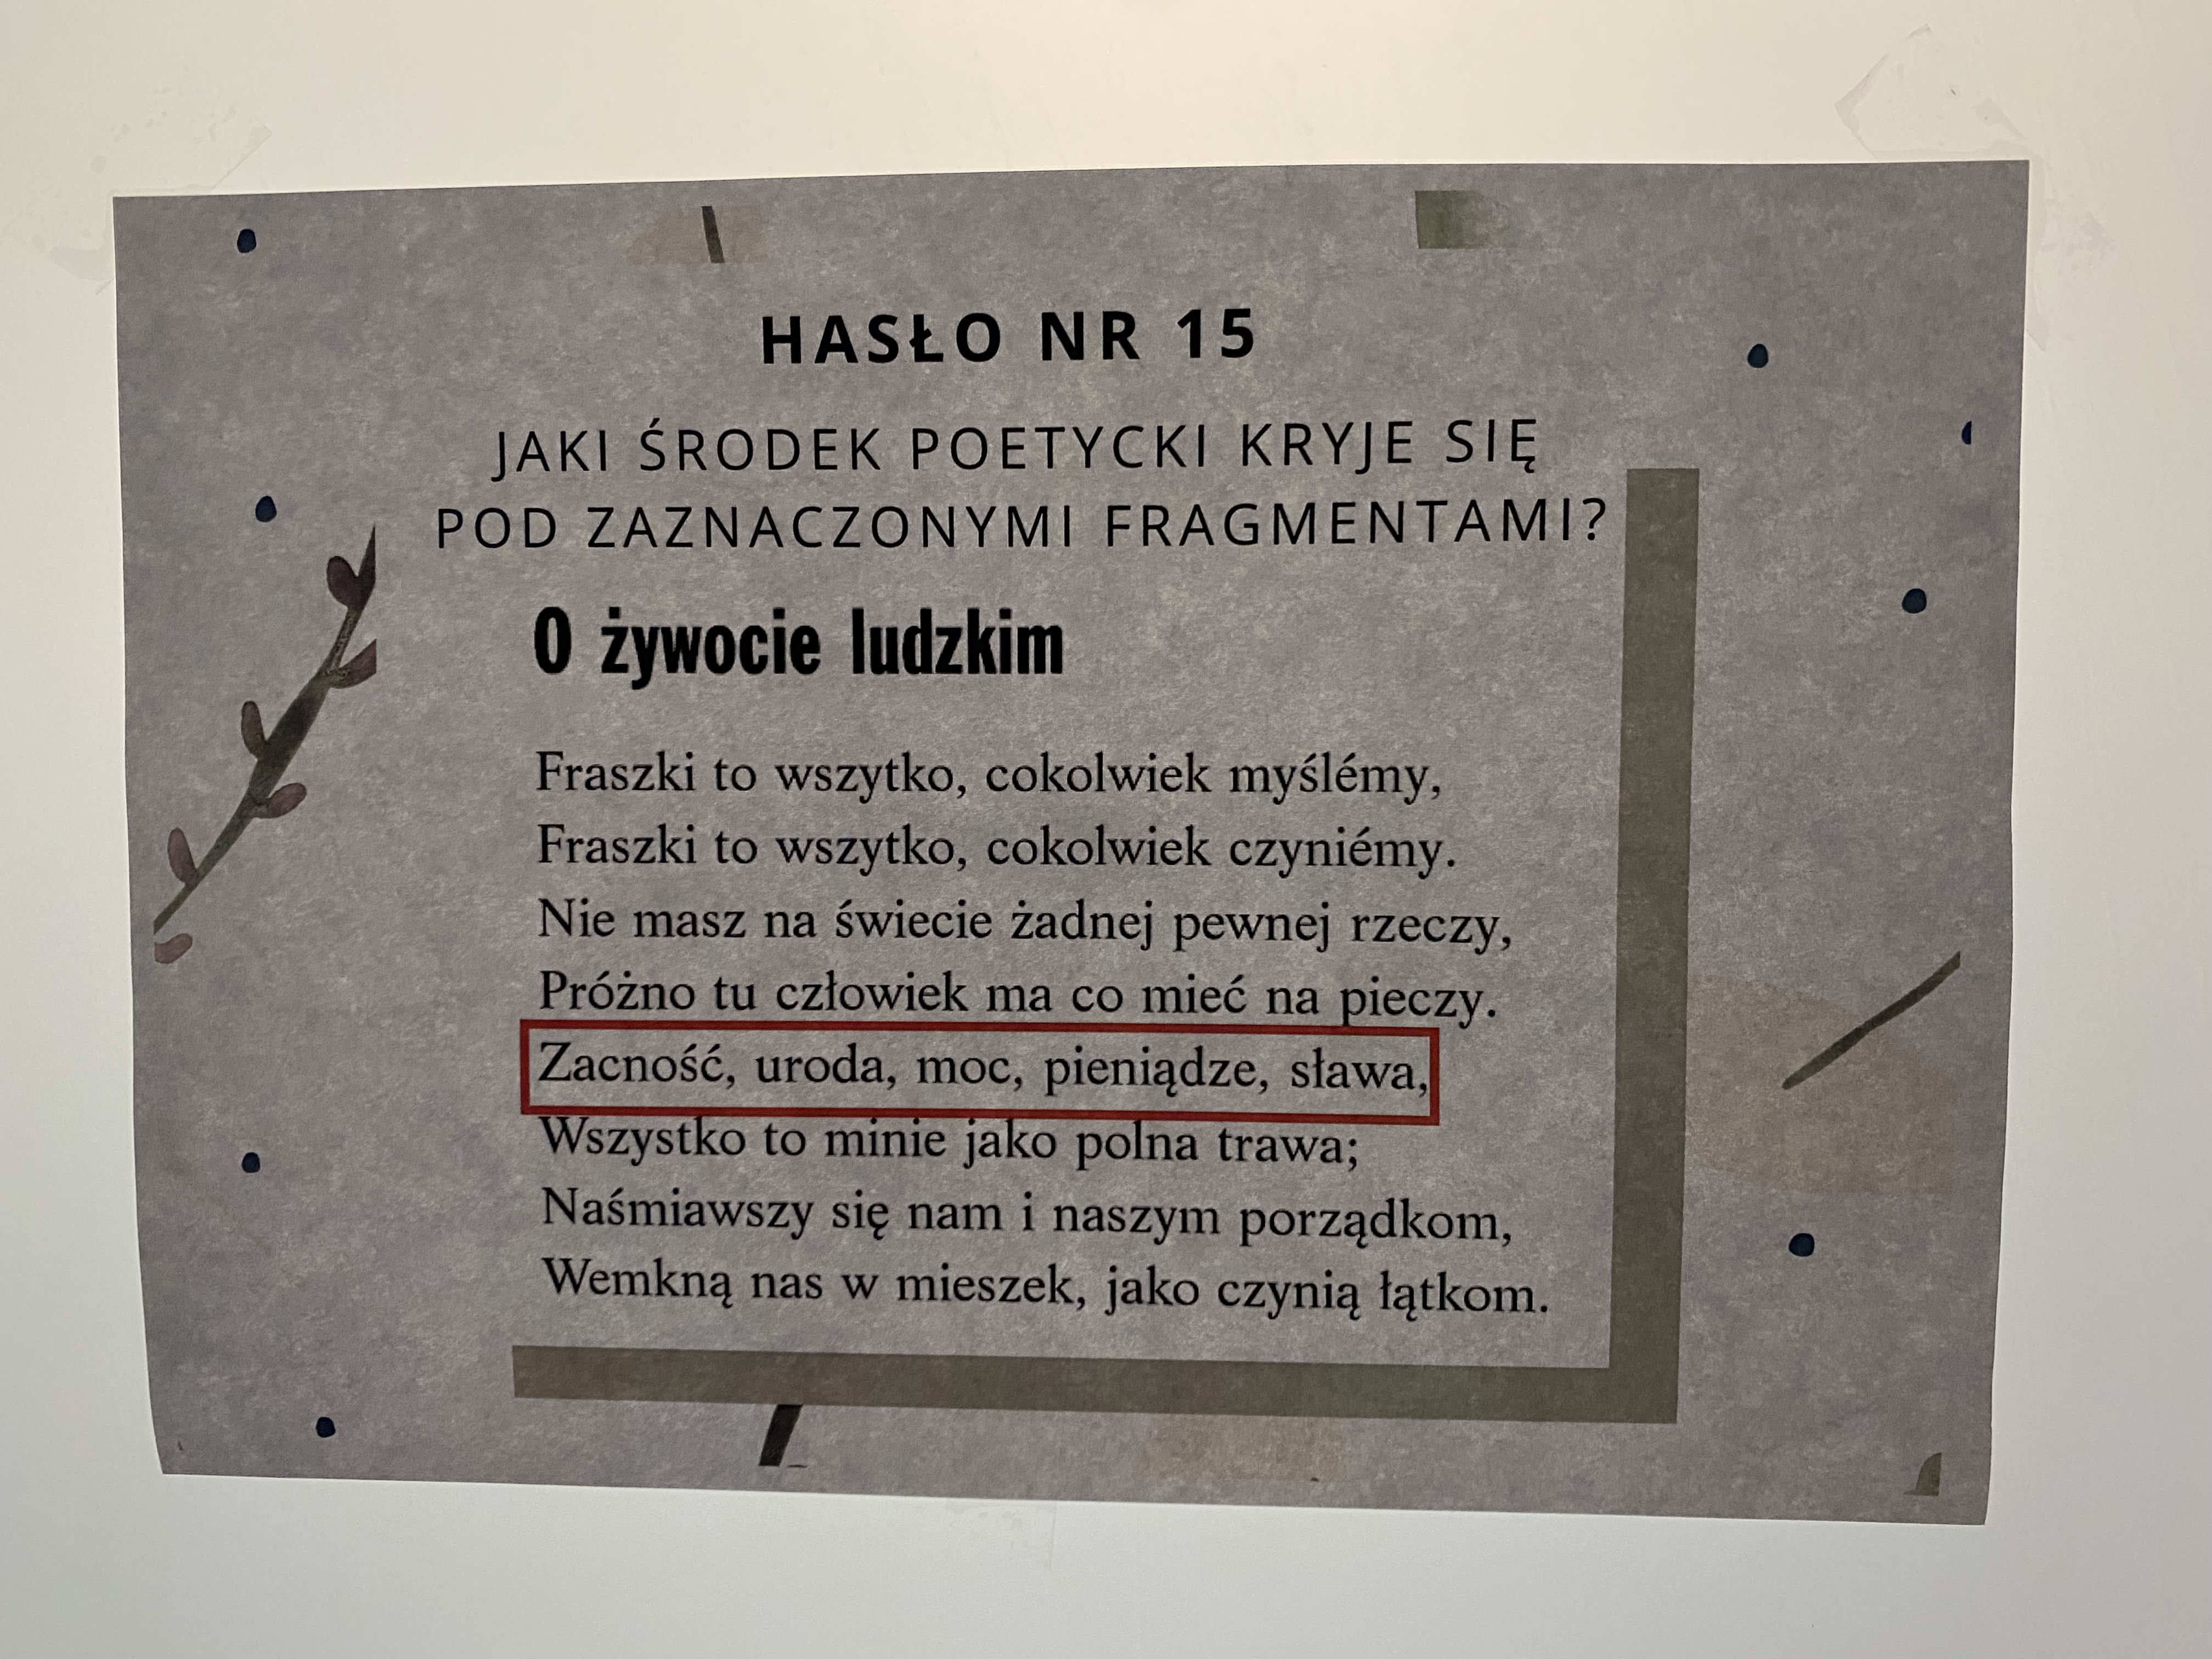 HASŁO NR 15
JAKI ŚRODEK POETYCKI KRYJE SIĘ
POD ZAZNACZONYMI FRAGMENTAMI?
O żywocie ludzkim
Fraszki to wszytko, cokolwiek myślémy,
Fraszki to wszytko, cokolwiek czyniémy.
Nie masz na świecie żadnej pewnej rzeczy,
Próżno tu człowiek ma co mieć na pieczy.
Zacność, uroda, moc, pieniądze, sława,
Wszystko to minie jako polna trawa;
Naśmiawszy się nam i naszym porządkom,
Wemkną nas w mieszek, jako czynią łątkom.